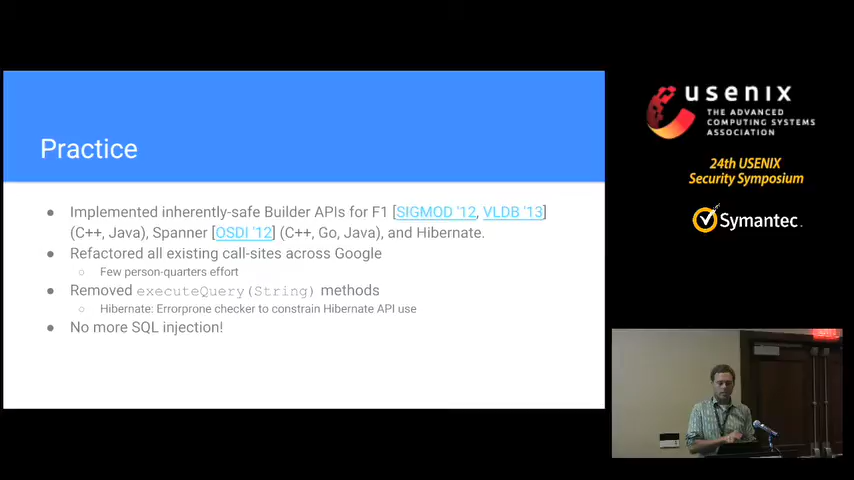 Practice
● Implemented inherently-safe Builder APIs for F1 [SIGMOD '12, VLDB '13]
(C++, Java), Spanner [OSDI '12] (C++, Go, Java), and Hibernate.
● Refactored all existing call-sites across Google
○ Few person-quarters effort
● Removed executeQuery(String) methods
○ Hibernate: Errorprone checker to constrain Hibernate API use
● No more SQL injection!
usenix
THE ADVANCED
COMPUTING SYSTEMS
ASSOCIATION
24th USENIX
Security Symposium
Symantec.